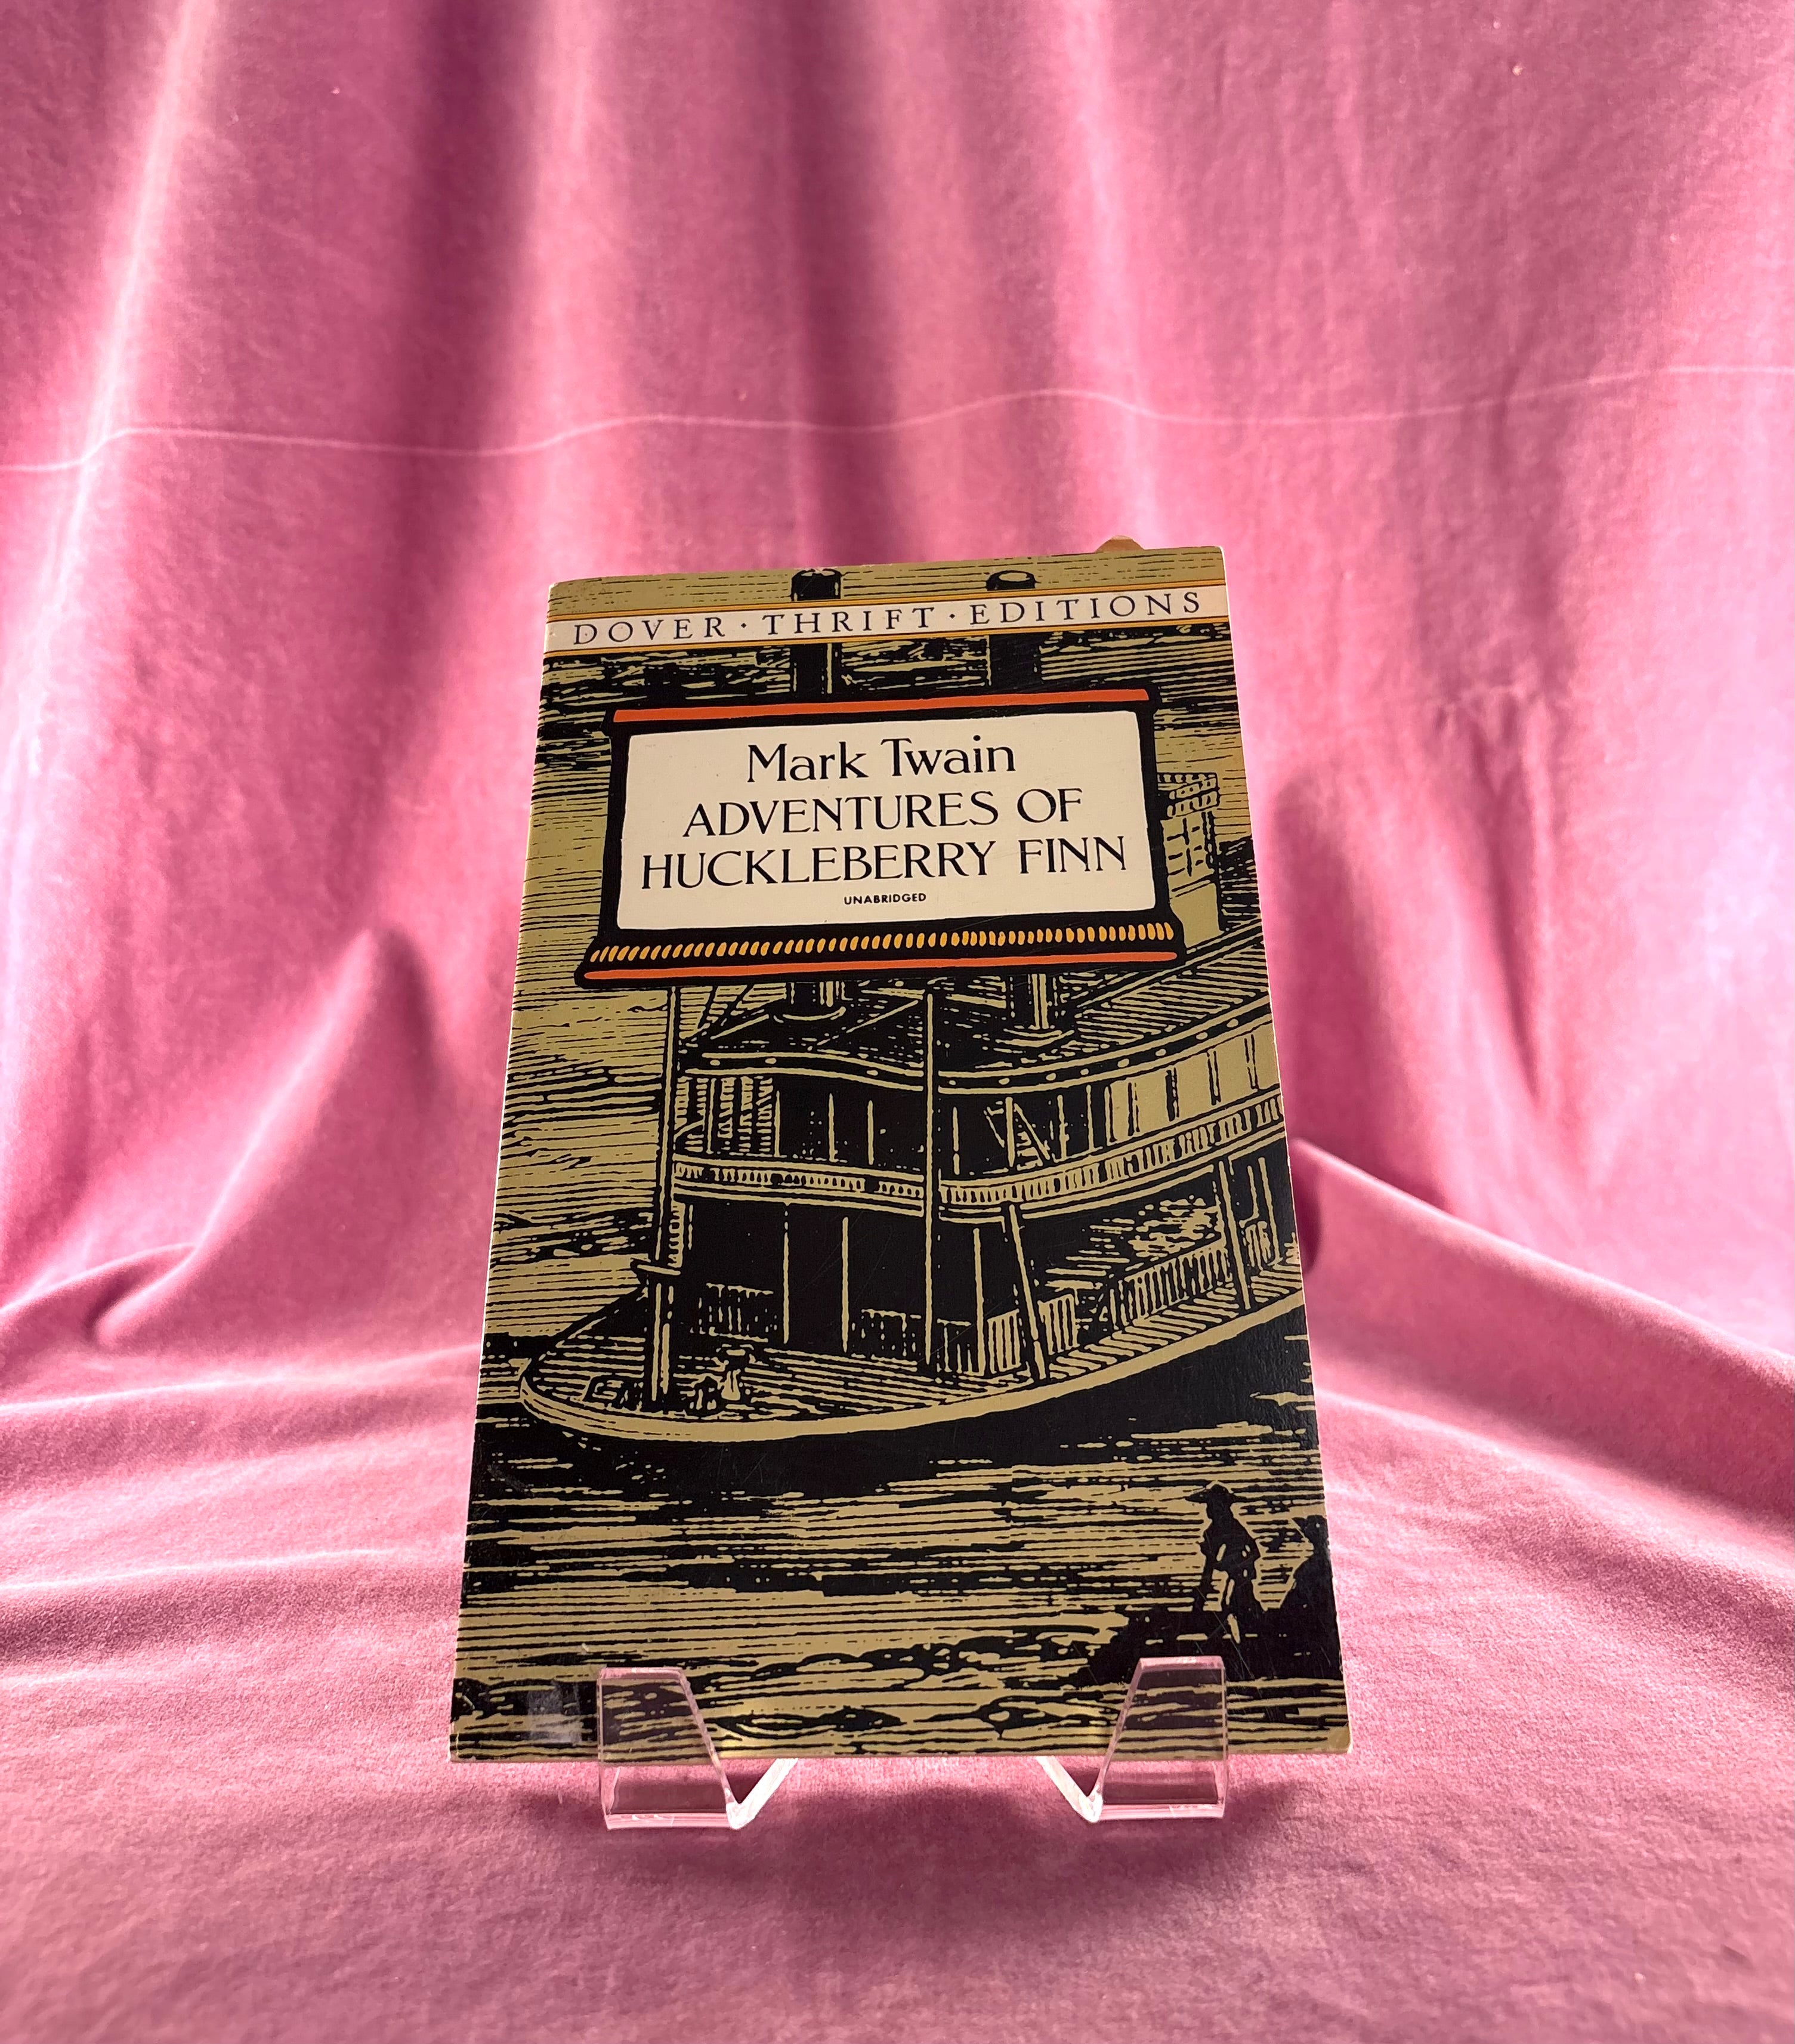 DOVER · THRIFT · EDITIONS
Mark Twain
ADVENTURES OF
HUCKLEBERRY FINN
UNABRIDGED